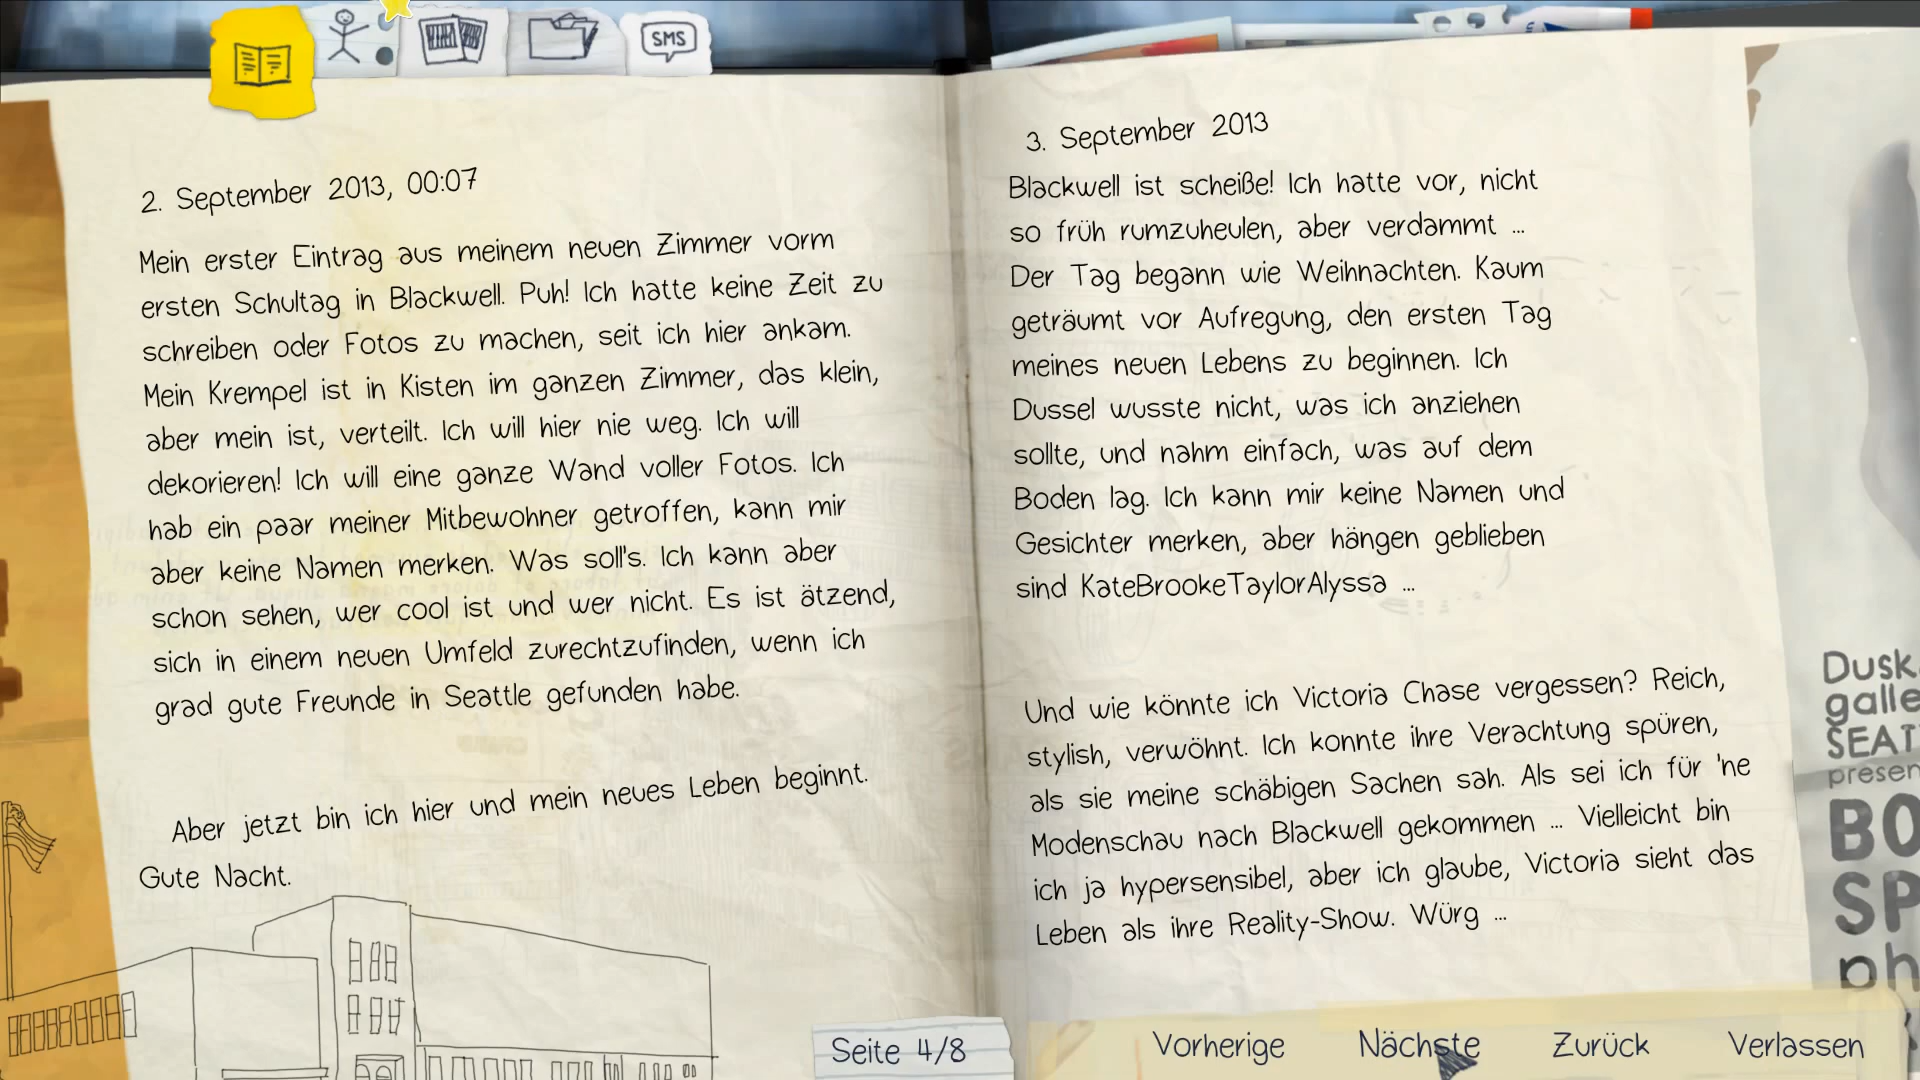 SMS
2. September 2013, 00:07
Mein erster Eintrag aus meinem neuen Zimmer vorm
ersten Schultag in Blackwell. Puh! Ich hatte keine Zeit zu
schreiben oder Fotos zu machen, seit ich hier ankam.
Mein Krempel ist in Kisten im ganzen Zimmer, das klein,
aber mein ist, verteilt. Ich will hier nie weg. Ich will
dekorieren! Ich will eine ganze Wand voller Fotos. Ich
hab ein paar meiner Mitbewohner getroffen, kann mir
aber keine Namen merken. Was soll's. Ich kann aber
schon sehen, wer cool ist und wer nicht. Es ist ätzend,
sich in einem neuen Umfeld zurechtzufinden, wenn ich
grad gute Freunde in Seattle gefunden habe.
Aber jetzt bin ich hier und mein neues Leben beginnt.
Gute Nacht.
3. September 2013
Blackwell ist scheiße! Ich hatte vor, nicht
so früh rumzuheulen, aber verdammt ...
Der Tag begann wie Weihnachten. Kaum
geträumt vor Aufregung, den ersten Tag
meines neuen Lebens zu beginnen. Ich
Dussel wusste nicht, was ich anziehen
sollte, und nahm einfach, was auf dem
Boden lag. Ich kann mir keine Namen und
Gesichter merken, aber hängen geblieben
sind KateBrookeTaylorAlyssa ...
Und wie könnte ich Victoria Chase vergessen? Reich,
stylish, verwöhnt. Ich konnte ihre Verachtung spüren,
als sie meine schäbigen Sachen sah. Als sei ich für 'ne
Modenschau nach Blackwell gekommen ... Vielleicht bin
ich ja hypersensibel, aber ich glaube, Victoria sieht das
Leben als ihre Reality-Show. Würg ...
Dusk
galle
SEAT
presen
BO
SP
ph
Seite 4/8
Vorherige
Nächste
Zurück
Verlassen